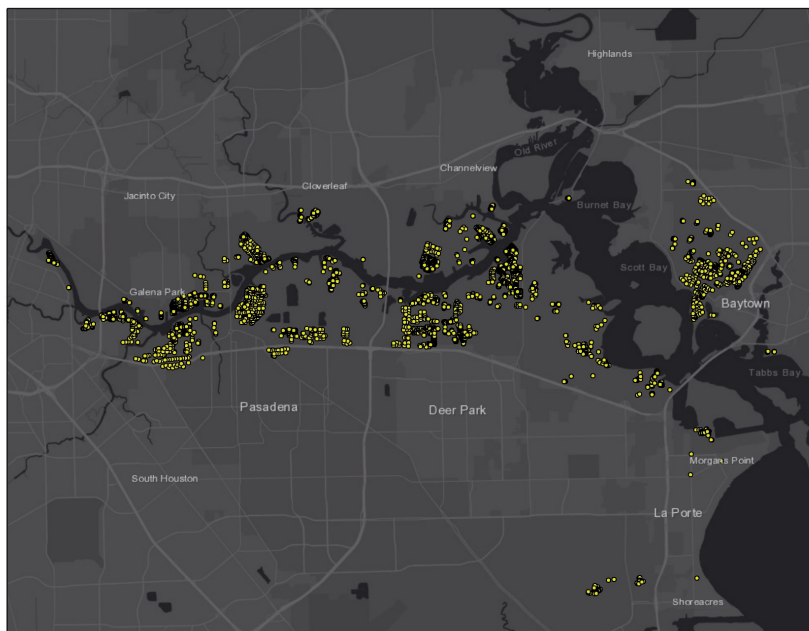 Highlands
Old River
Channelview
Cloverleaf
Jacinto City
Burnet Bay
Scott Bay
Galena Park
Baytown
Tabbs Bay
Pasadena
Deer Park
Morgans Point
South Houston
La Porte
Shoreacres